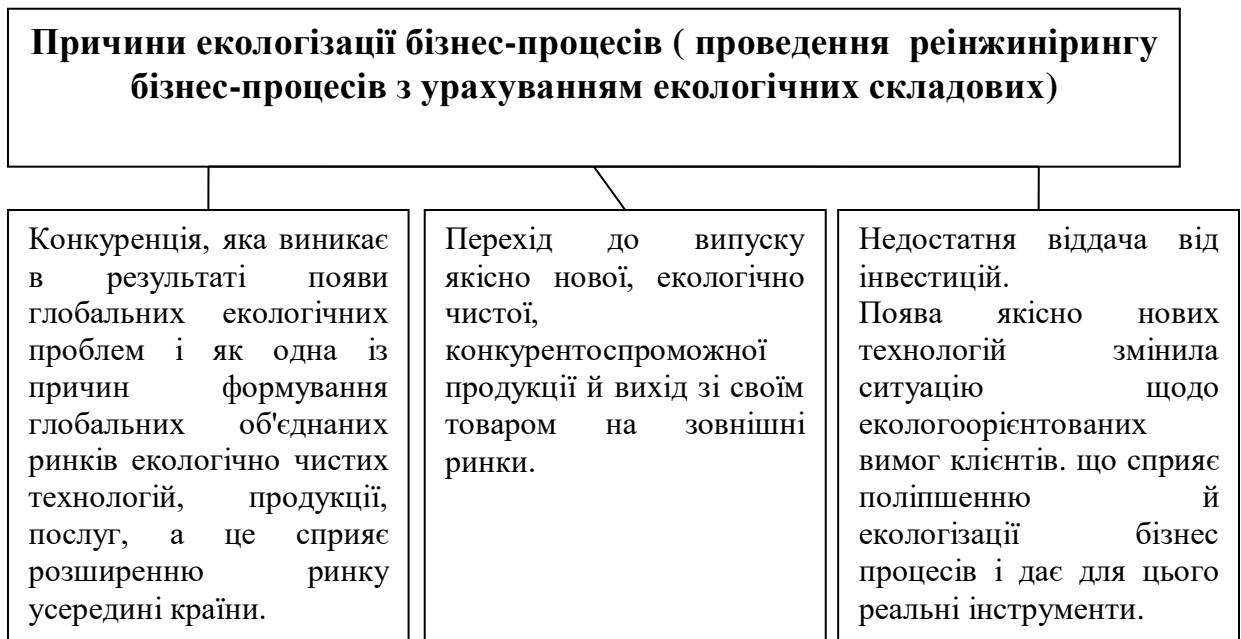 Причини екологізації бізнес-процесів ( проведення реінжинірингу
бізнес-процесів з урахуванням екологічних складових)
Конкуренція, яка виникає
в результаті появи
глобальних екологічних
проблем і як одна із
причин формування
глобальних об'єднаних
ринків екологічно чистих
технологій, продукції,
послуг, а це сприяє
розширенню ринку
усередині країни.
Перехід до випуску
якісно нової, екологічно
чистої,
конкурентоспроможної
продукції й вихід зі своїм
товаром на зовнішні
ринки.
Недостатня віддача від
інвестицій.
Поява якісно нових
технологій змінила
ситуацію щодо
екологоорієнтованих
вимог клієнтів. що сприяє
поліпшенню й
екологізації бізнес
процесів і дає для цього
реальні інструменти.